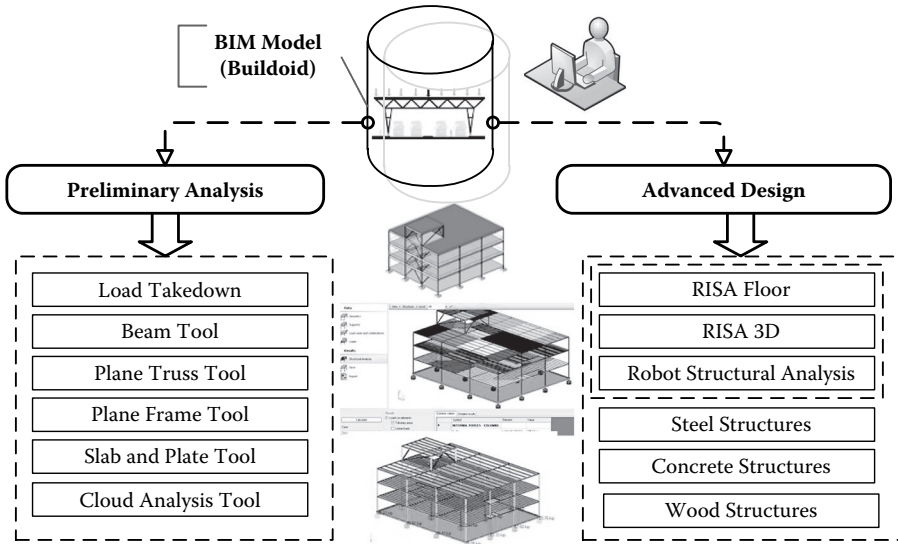 BIM Model
(Buildoid)
Preliminary Analysis
Advanced Design
Load Takedown
Beam Tool
Plane Truss Tool
Plane Frame Tool
Slab and Plate Tool
Cloud Analysis Tool
RISA Floor
RISA 3D
Robot Structural Analysis
Steel Structures
Concrete Structures
Wood Structures